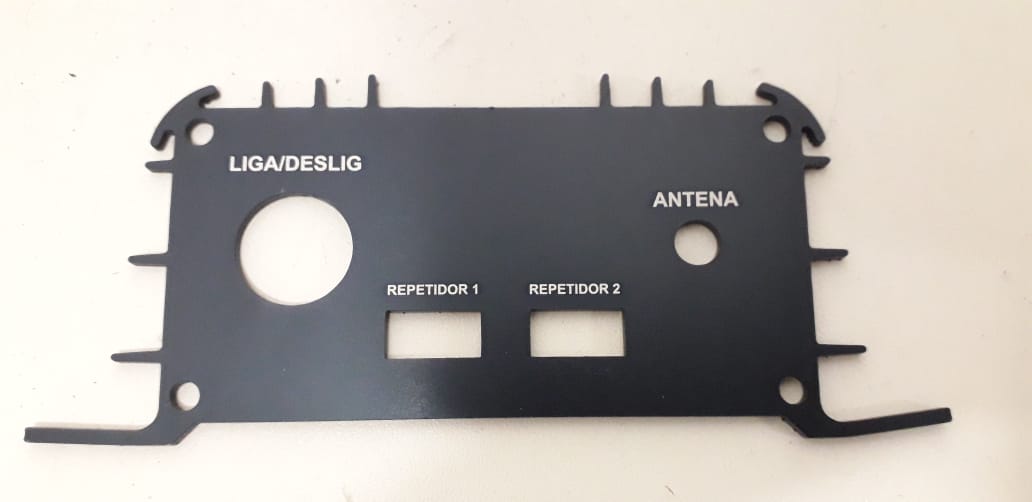 LIGA/DESLIG
ANTENA
REPETIDOR 1
REPETIDOR 2